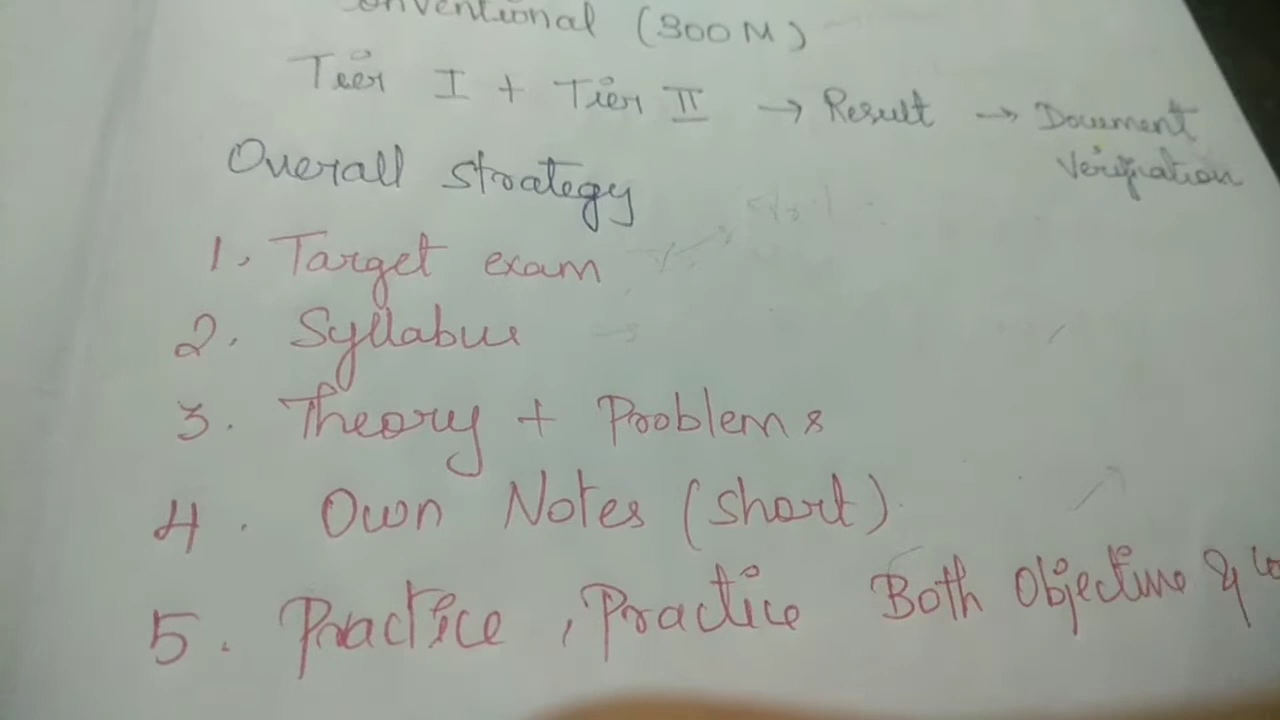 Conventional (300M)
Tier I + Tier II → Result → Document
Verification
Overall strategy
1. Target exam
2. Syllabus
3. Theory + Problems
4. Own Notes (short).
5. Practice, Practice Both Objective &